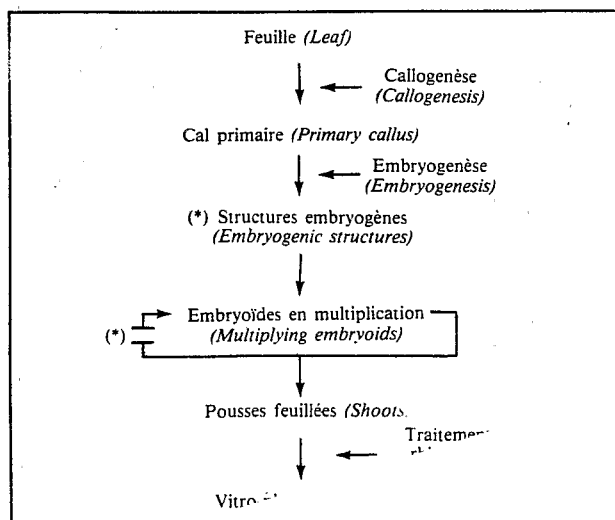 Feuille (Leaf)
Callogenèse
(Callogenesis)
Cal primaire (Primary callus)
Embryogenèse
(Embryogenesis)
(*) Structures embryogènes
(Embryogenic structures)
Embryoïdes en multiplication
(*)
(Multiplying embryoids)
Pousses feuillées (Shoots